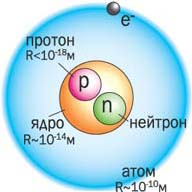 e-
протон
R<10⁻¹⁸м
p
n
ядро
R~10⁻¹⁴м
нейтрон
атом
R~10⁻¹⁰м